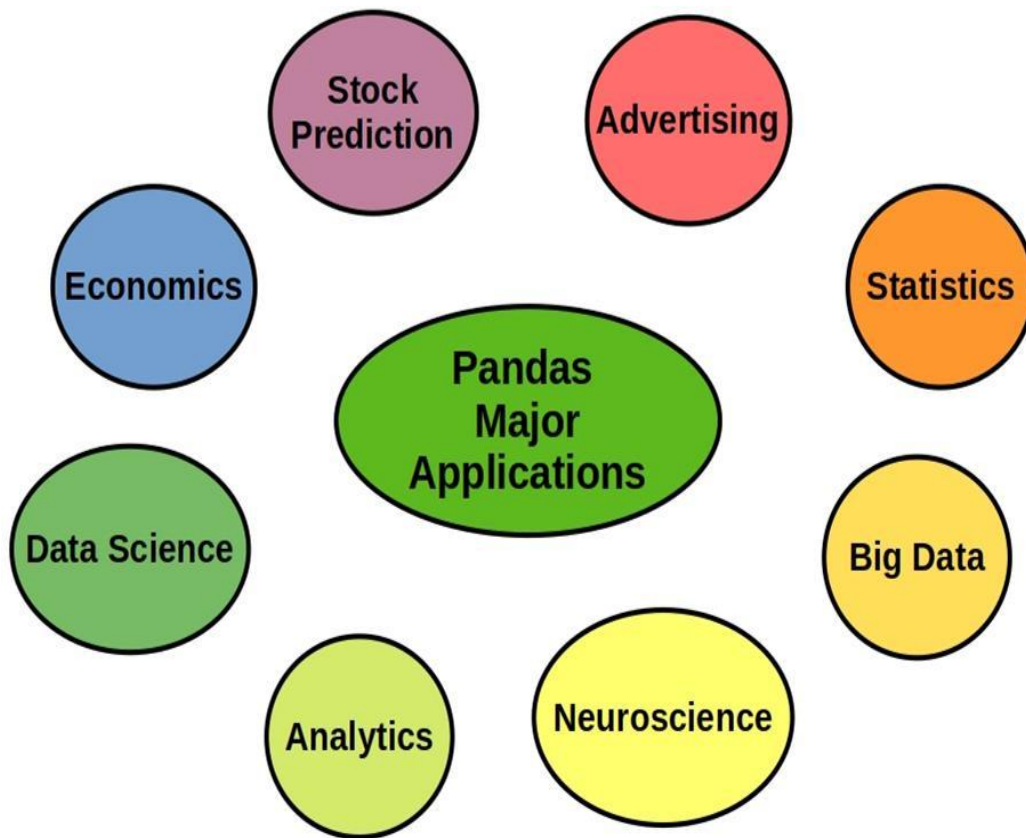 Stock
Prediction
Advertising
Economics
Statistics
Pandas
Major
Applications
Data Science
Big Data
Analytics
Neuroscience